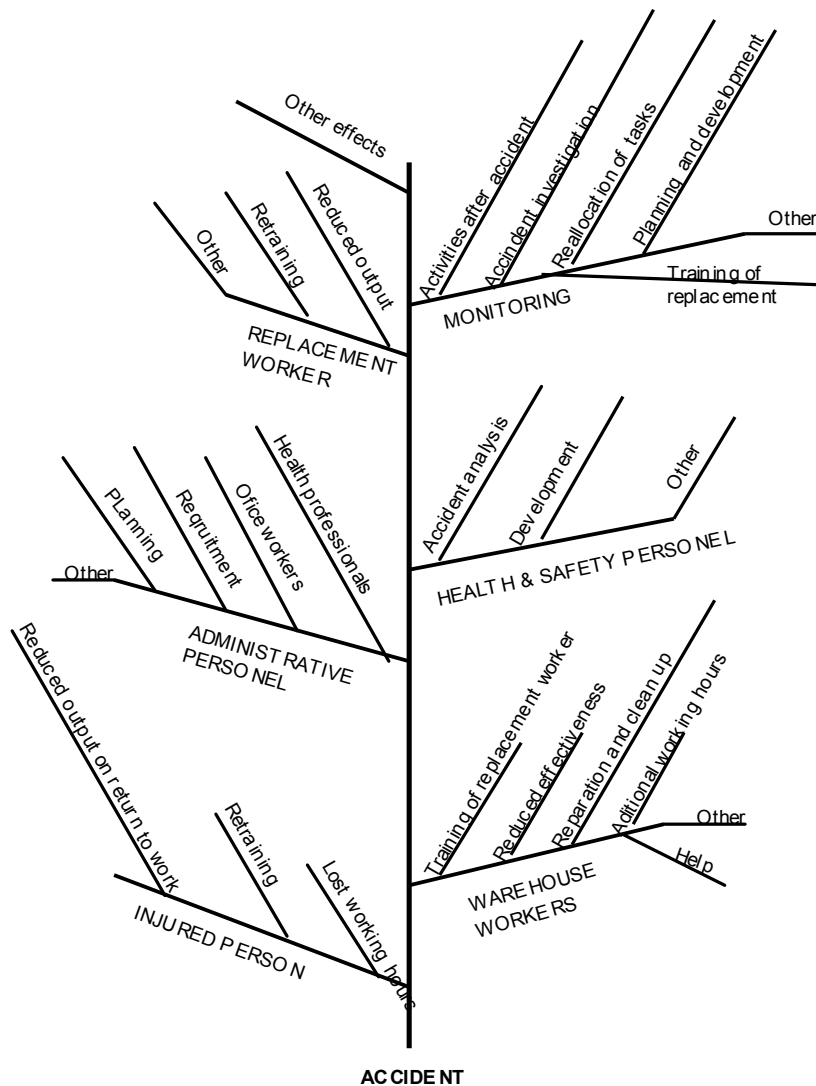 Other effects
Other
Retraining
Reduced output
REPLACEMENT
WORKER
Activities after accident
Accindent investigation
Reallocation of tasks
Planning and development
Other
Training of
replacement
MONITORING
Other
PLanning
Reqruitment
Ofice workers
Health professionals
ADMINISTRATIVE
PERSONEL
Accident analysis
Development
Other
HEALTH & SAFETY PERSONEL
Reduced output on return to work
Retraining
Lost working hours
INJURED PERSON
Training of replacement worker
Reduced effectiveness
Reparation and clean up
Aditional working hours
Other
Help
WAREHOUSE
WORKERS
ACCIDENT